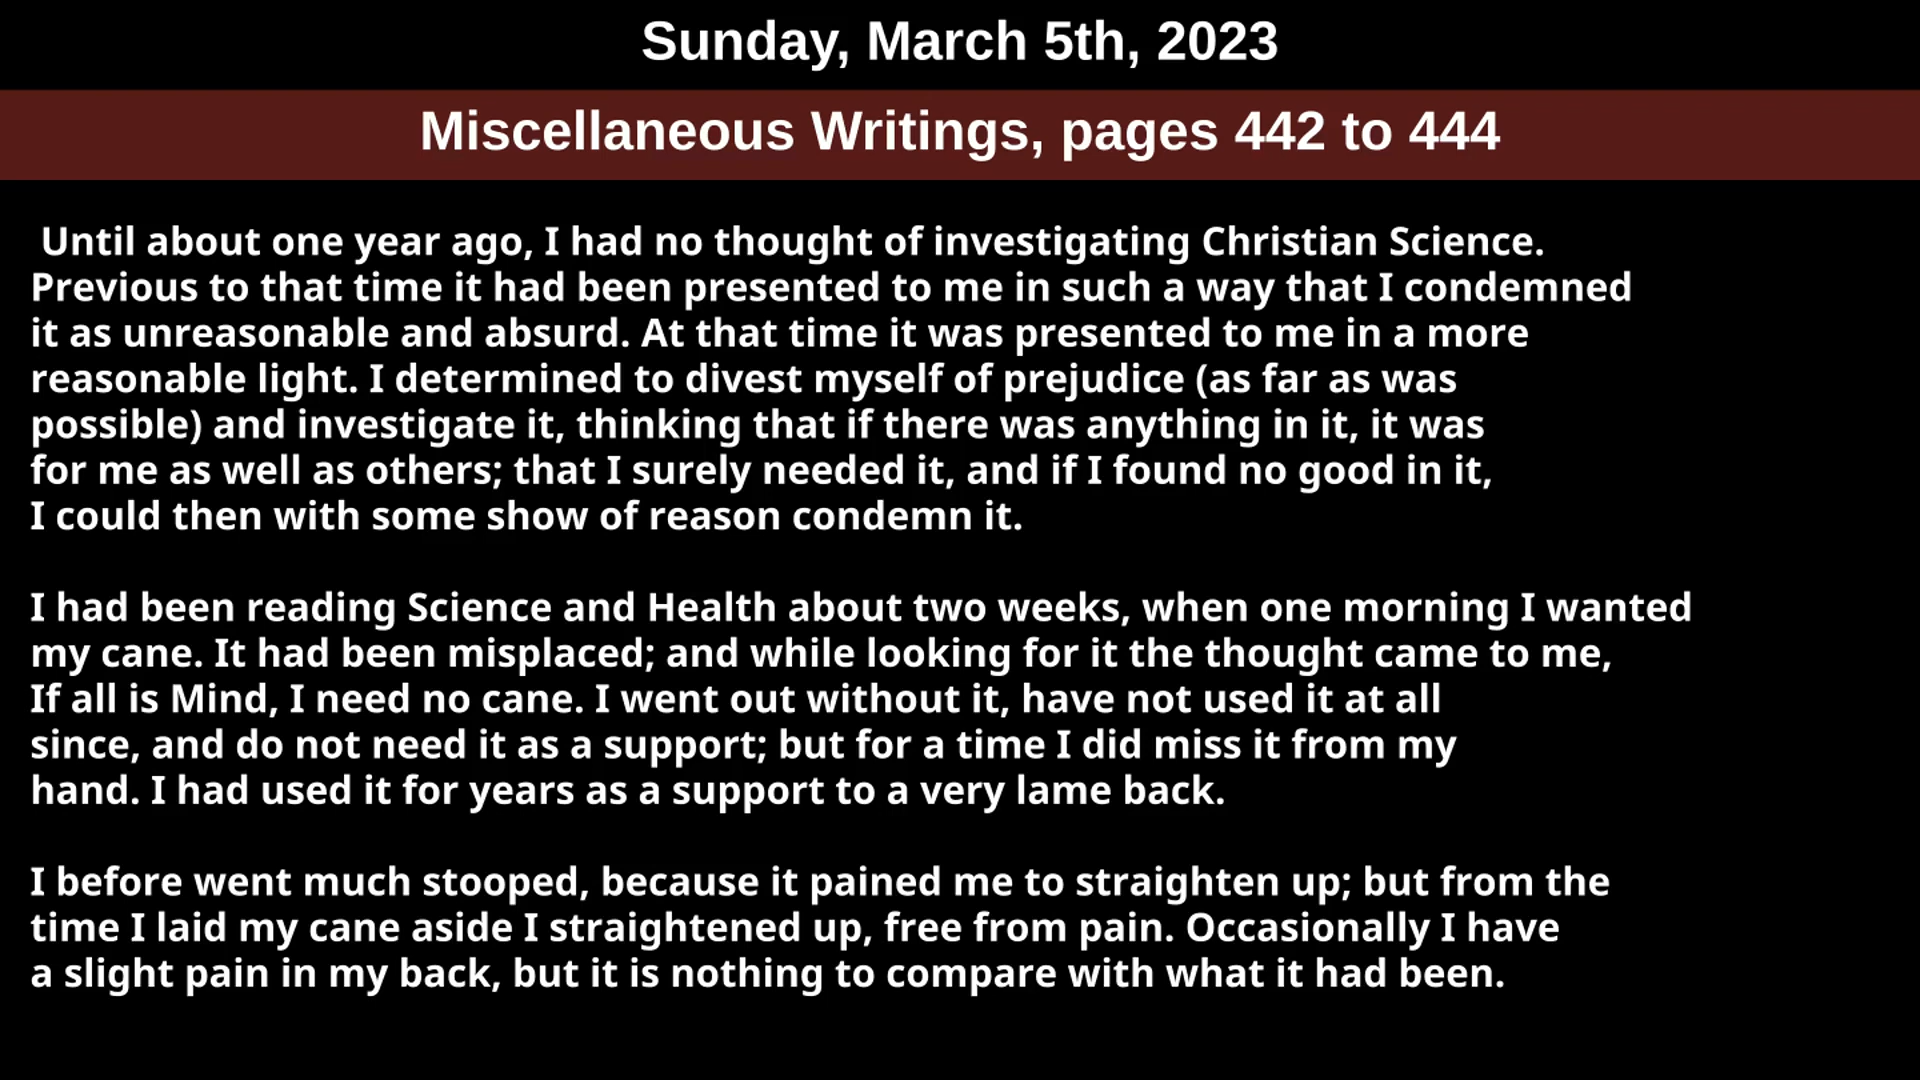 Sunday, March 5th, 2023
Miscellaneous Writings, pages 442 to 444
Until about one year ago, I had no thought of investigating Christian Science.
Previous to that time it had been presented to me in such a way that I condemned
it as unreasonable and absurd. At that time it was presented to me in a more
reasonable light. I determined to divest myself of prejudice (as far as was
possible) and investigate it, thinking that if there was anything in it, it was
for me as well as others; that I surely needed it, and if I found no good in it,
I could then with some show of reason condemn it.
I had been reading Science and Health about two weeks, when one morning I wanted
my cane. It had been misplaced; and while looking for it the thought came to me,
If all is Mind, I need no cane. I went out without it, have not used it at all
since, and do not need it as a support; but for a time I did miss it from my
hand. I had used it for years as a support to a very lame back.
I before went much stooped, because it pained me to straighten up; but from the
time I laid my cane aside I straightened up, free from pain. Occasionally I have
a slight pain in my back, but it is nothing to compare with what it had been.